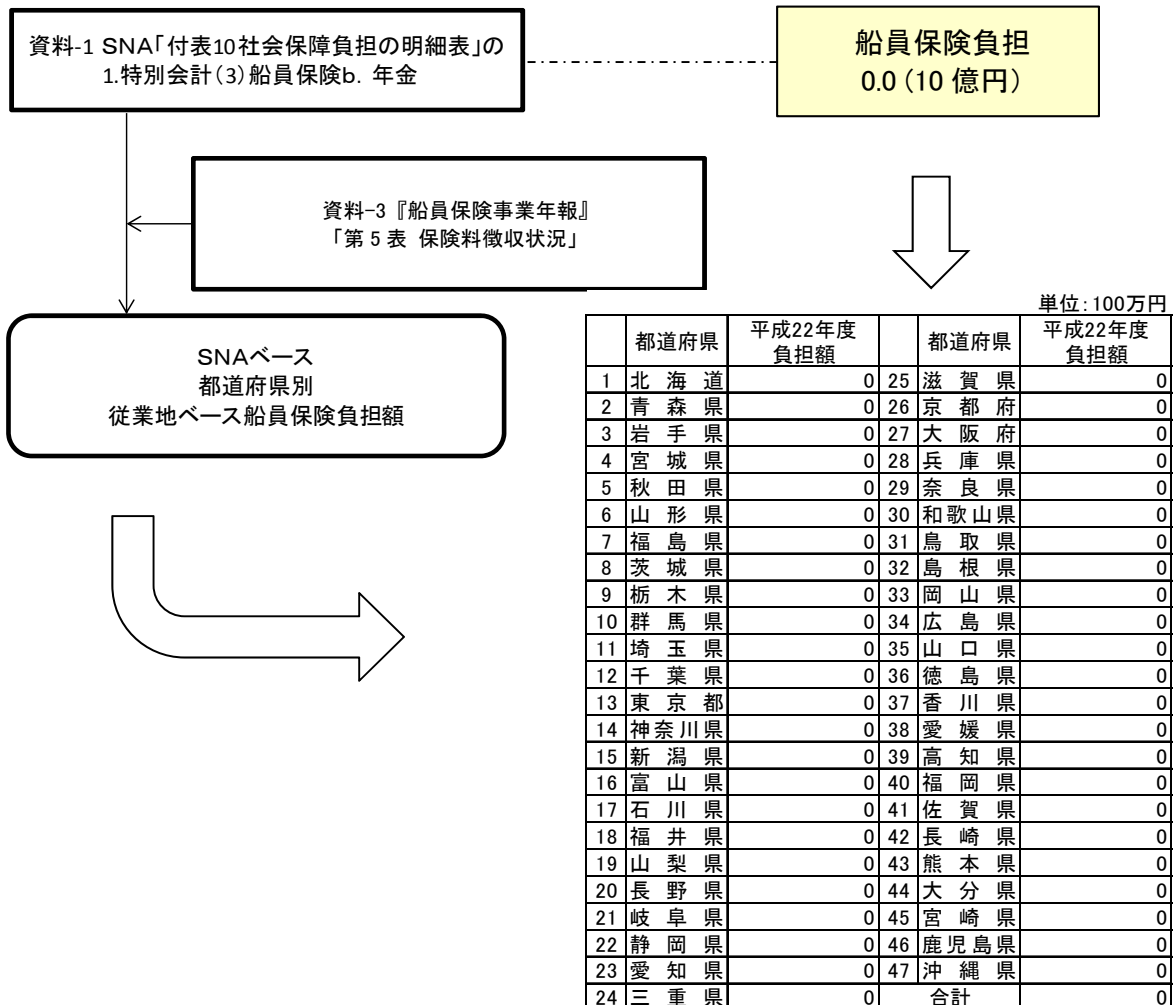 資料-1 SNA「付表10社会保障負担の明細表」の
1.特別会計(3)船員保険b. 年金
船員保険負担
0.0(10 億円)
資料-3『船員保険事業年報』
「第 5 表 保険料徴収状況」
SNAベース
都道府県別
従業地ベース船員保険負担額
単位:100万円
都道府県 平成22年度 負担額 都道府県 平成22年度 負担額
1 北海道 0 25 滋賀県 0
2 青森県 0 26 京都府 0
3 岩手県 0 27 大阪府 0
4 宮城県 0 28 兵庫県 0
5 秋田県 0 29 奈良県 0
6 山形県 0 30 和歌山県 0
7 福島県 0 31 鳥取県 0
8 茨城県 0 32 島根県 0
9 栃木県 0 33 岡山県 0
10 群馬県 0 34 広島県 0
11 埼玉県 0 35 山口県 0
12 千葉県 0 36 徳島県 0
13 東京都 0 37 香川県 0
14 神奈川県 0 38 愛媛県 0
15 新潟県 0 39 高知県 0
16 富山県 0 40 福岡県 0
17 石川県 0 41 佐賀県 0
18 福井県 0 42 長崎県 0
19 山梨県 0 43 熊本県 0
20 長野県 0 44 大分県 0
21 岐阜県 0 45 宮崎県 0
22 静岡県 0 46 鹿児島県 0
23 愛知県 0 47 沖縄県 0
24 三重県 0 合計 0